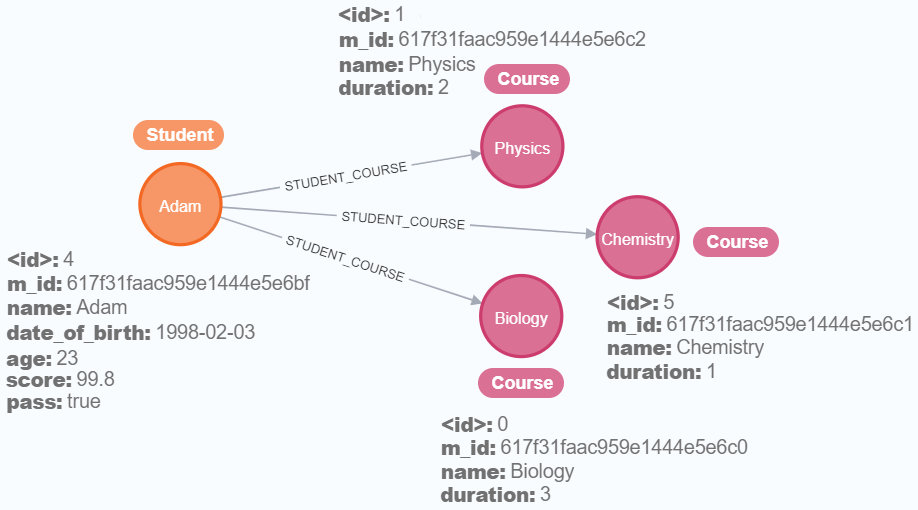 <id>: 1
m_id: 617f31faac959e1444e5e6c2
name: Physics
duration: 2
Course
Physics
Student
Adam
STUDENT_COURSE
STUDENT_COURSE
STUDENT_COURSE
Chemistry
Course
<id>: 4
m_id: 617f31faac959e1444e5e6bf
name: Adam
date_of_birth: 1998-02-03
age: 23
score: 99.8
pass: true
<id>: 5
m_id: 617f31faac959e1444e5e6c1
name: Chemistry
duration: 1
Biology
Course
<id>: 0
m_id: 617f31faac959e1444e5e6c0
name: Biology
duration: 3